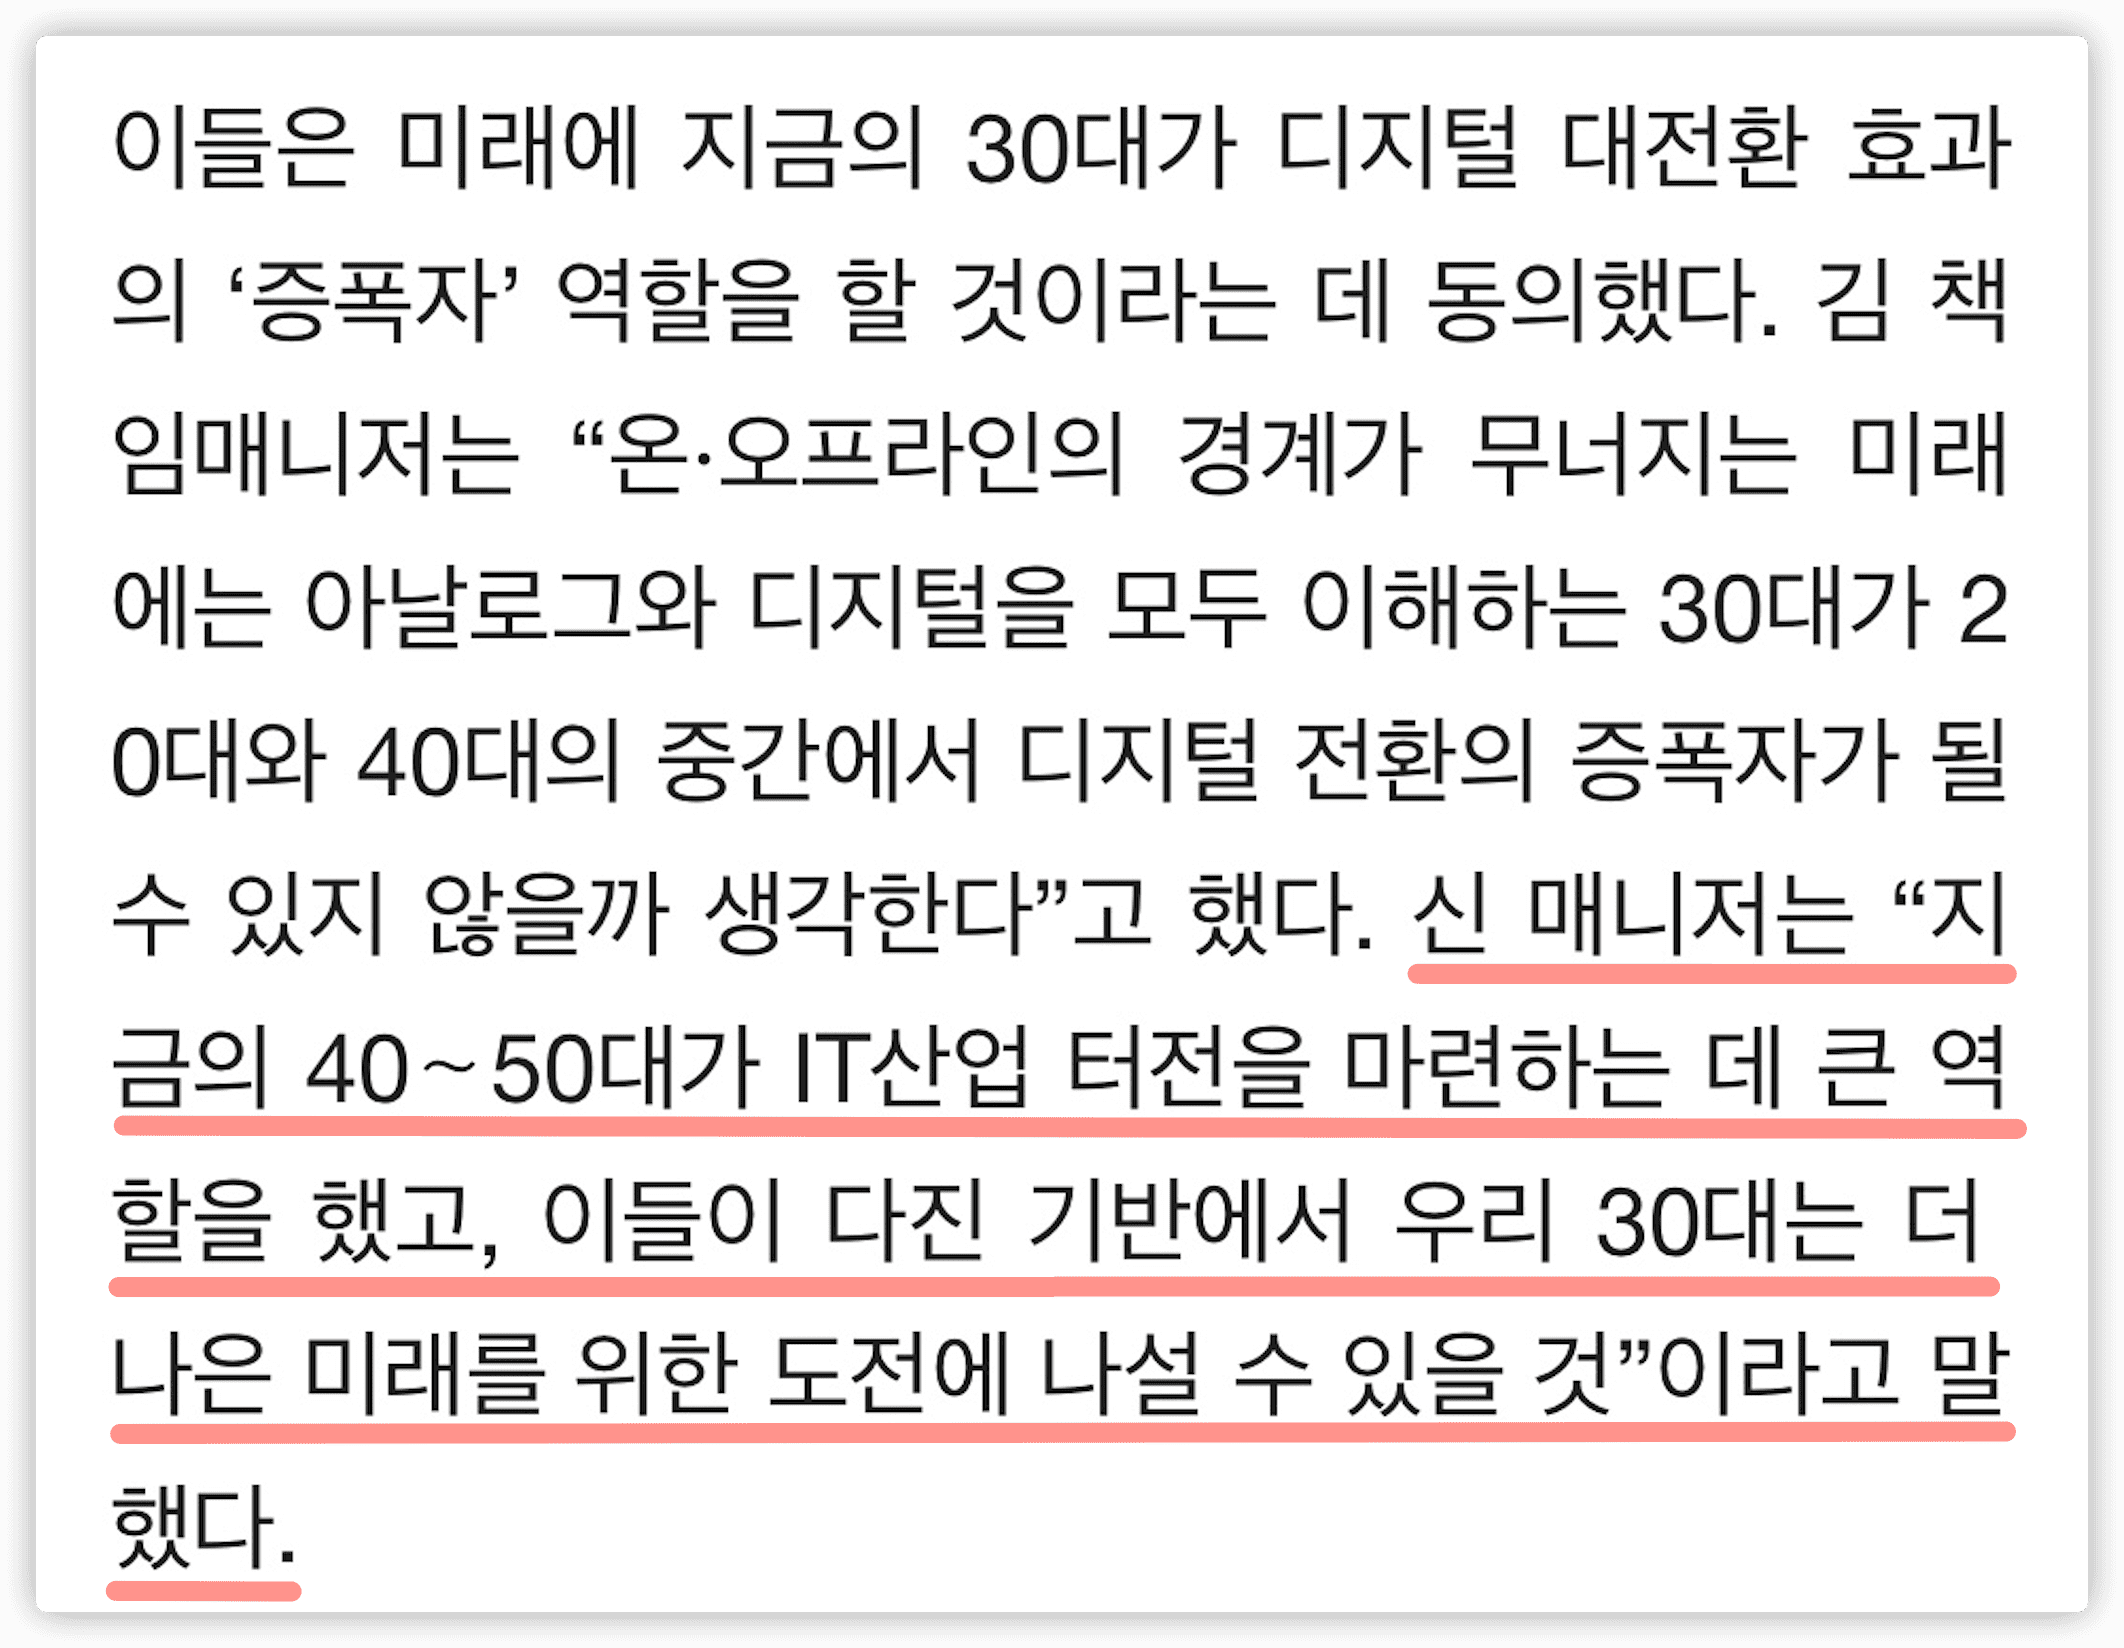 이들은 미래에 지금의 30대가 디지털 대전환 효과
의 ‘증폭자’ 역할을 할 것이라는 데 동의했다. 김 책
임매니저는 “온·오프라인의 경계가 무너지는 미래
에는 아날로그와 디지털을 모두 이해하는 30대가 2
0대와 40대의 중간에서 디지털 전환의 증폭자가 될
수 있지 않을까 생각한다”고 했다. 신 매니저는 “지
금의 40~50대가 IT산업 터전을 마련하는 데 큰 역
할을 했고, 이들이 다진 기반에서 우리 30대는 더
나은 미래를 위한 도전에 나설 수 있을 것”이라고 말
했다.